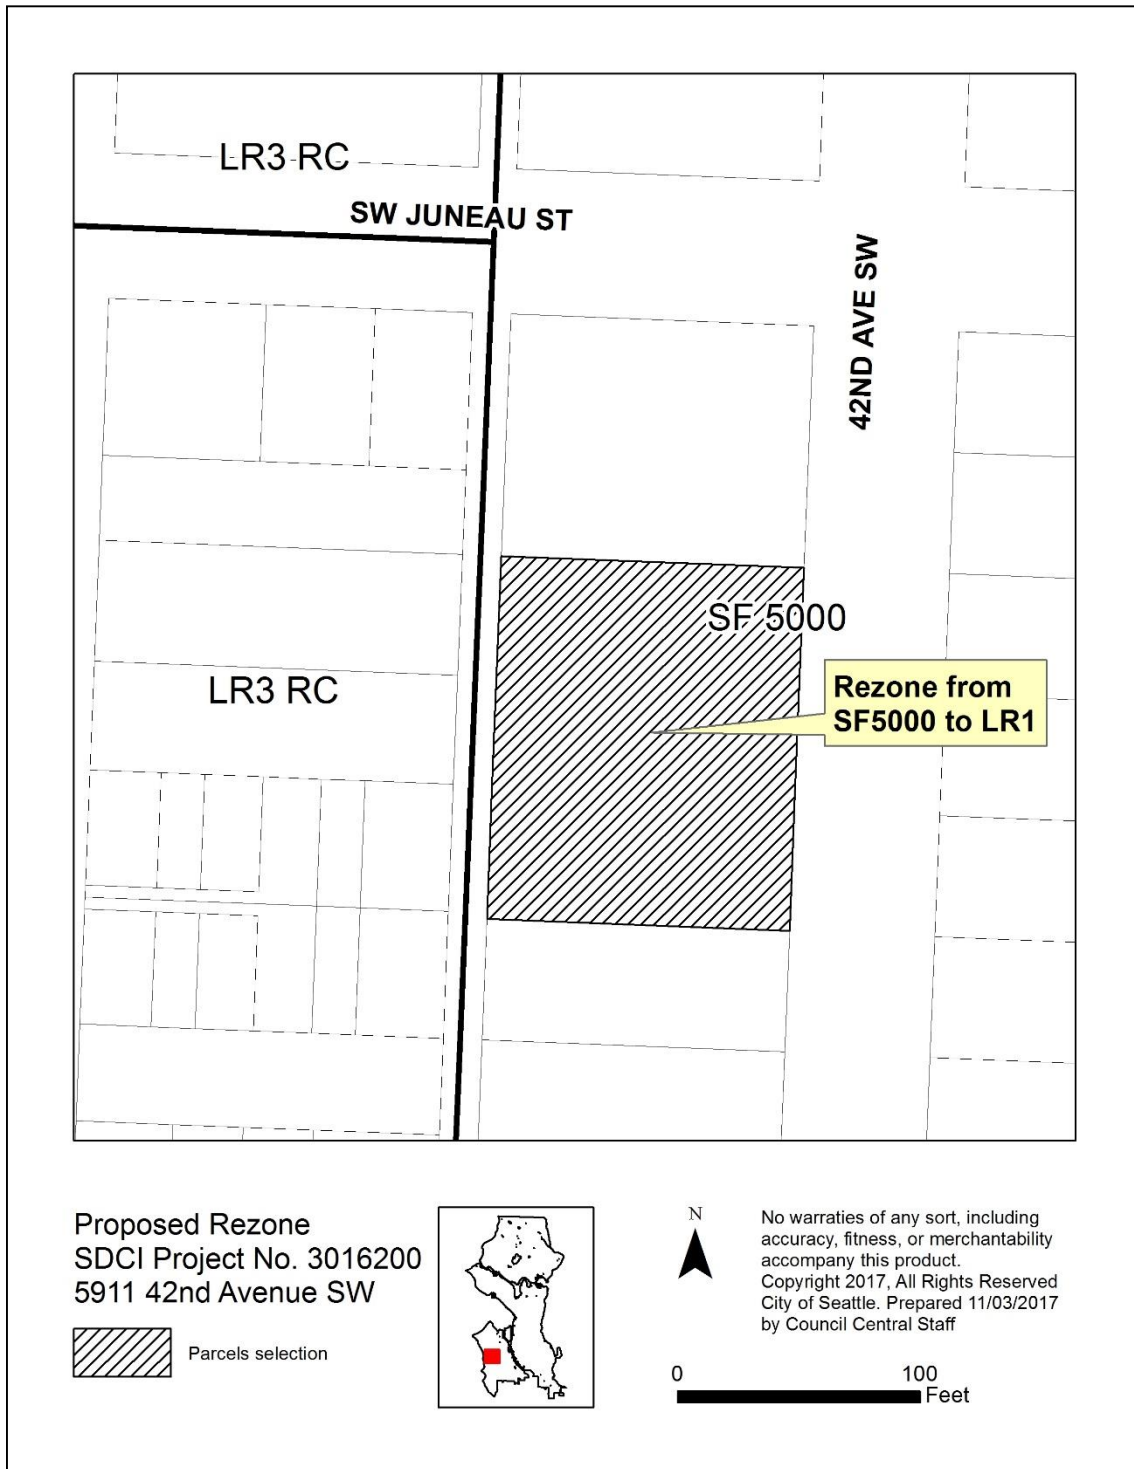 LR3 RC
SW JUNEAU ST
42ND AVE SW
SF 5000
Rezone from
SF5000 to LR1
LR3 RC
Proposed Rezone
SDCI Project No. 3016200
5911 42nd Avenue SW
Parcels selection
N
No warraties of any sort, including
accuracy, fitness, or merchantability
accompany this product.
Copyright 2017, All Rights Reserved
City of Seattle. Prepared 11/03/2017
by Council Central Staff
0 100
Feet